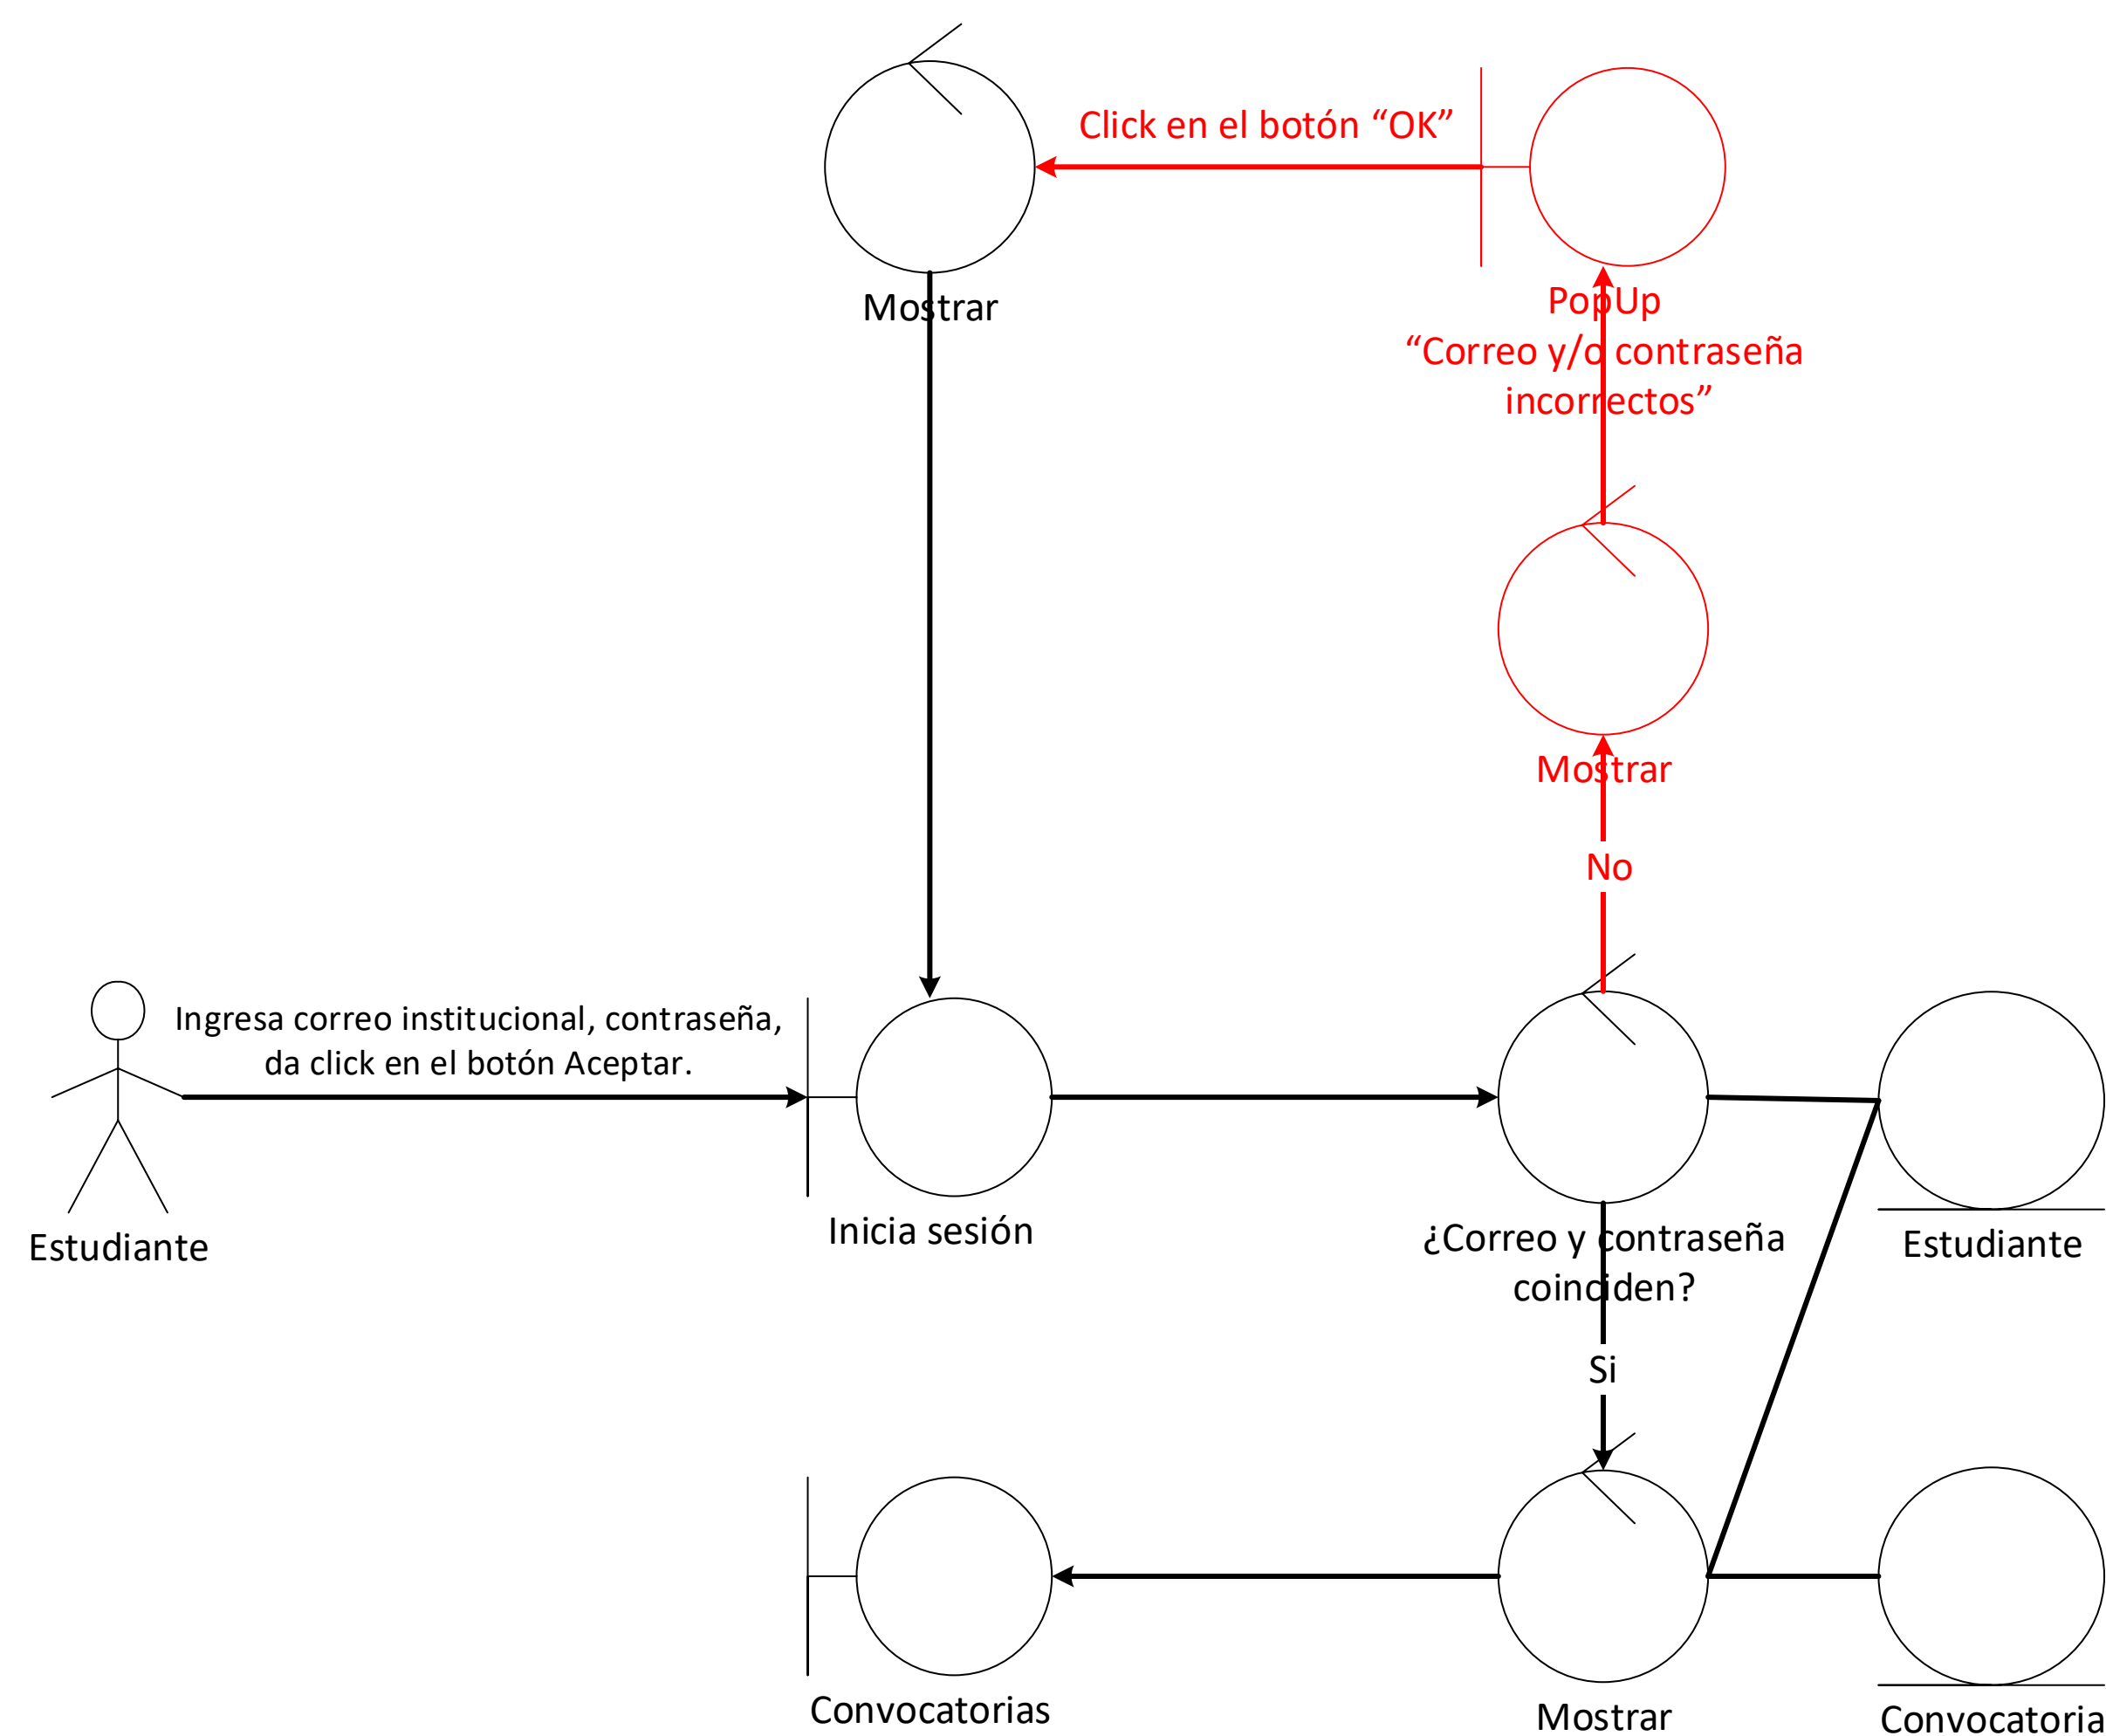 Click en el botón “OK”
Mostrar
PopUp
“Correo y/o contraseña
incorrectos”
Mostrar
No
Ingresa correo institucional, contraseña,
da click en el botón Aceptar.
Estudiante
Inicia sesión
¿Correo y contraseña
coinciden?
Estudiante
Si
Convocatorias
Mostrar
Convocatoria